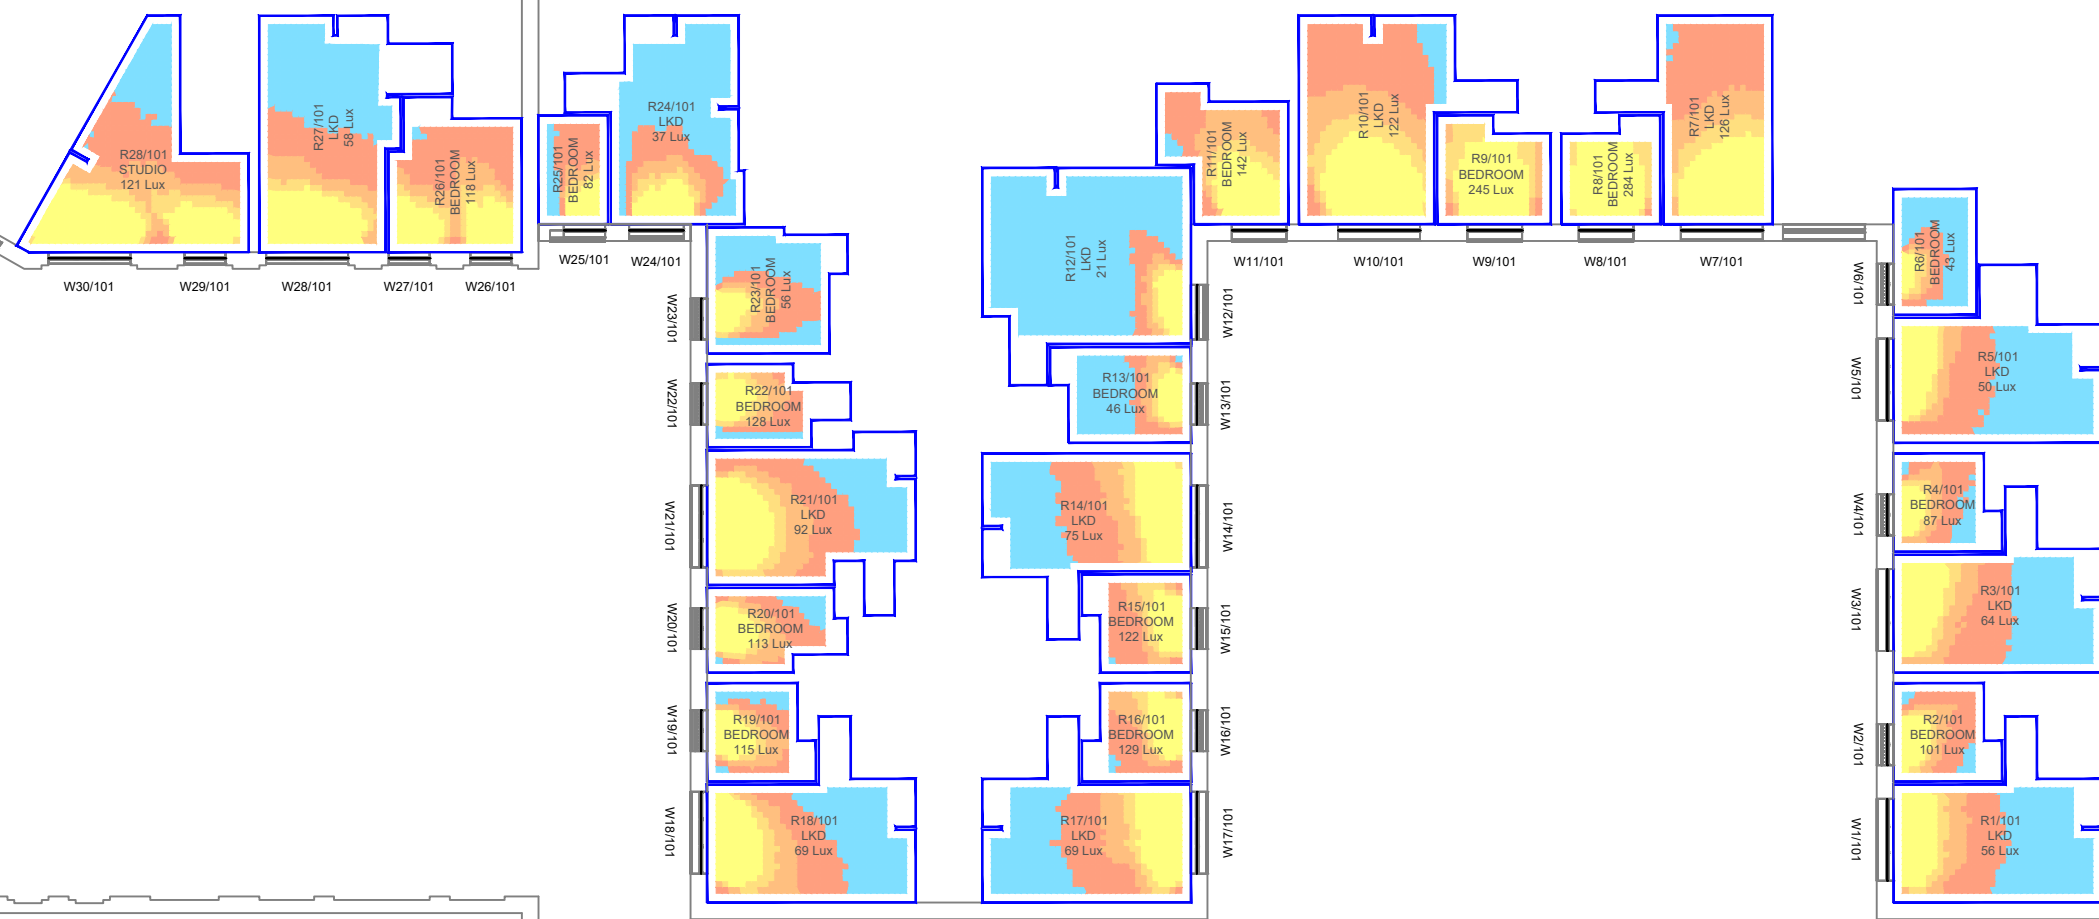 R28/101
STUDIO
121 Lux
R27/101
LKD
58 Lux
R26/101
BEDROOM
118 Lux
R25/101
BEDROOM
82 Lux
R24/101
LKD
37 Lux
W30/101
W29/101
W28/101
W27/101
W26/101
W25/101
W24/101
R11/101
BEDROOM
142 Lux
R10/101
LKD
122 Lux
R9/101
BEDROOM
245 Lux
R8/101
BEDROOM
284 Lux
R7/101
LKD
126 Lux
W11/101
W10/101
W9/101
W8/101
W7/101
W23/101
R23/101
BEDROOM
56 Lux
R12/101
LKD
21 Lux
W12/101
W6/101
R6/101
BEDROOM
43 Lux
W22/101
R22/101
BEDROOM
128 Lux
R13/101
BEDROOM
46 Lux
W13/101
W5/101
R5/101
LKD
50 Lux
W21/101
R21/101
LKD
92 Lux
R14/101
LKD
75 Lux
W14/101
W4/101
R4/101
BEDROOM
87 Lux
W20/101
R20/101
BEDROOM
113 Lux
R15/101
BEDROOM
122 Lux
W15/101
W3/101
R3/101
LKD
64 Lux
W19/101
R19/101
BEDROOM
115 Lux
R16/101
BEDROOM
129 Lux
W16/101
W2/101
R2/101
BEDROOM
101 Lux
W18/101
R18/101
LKD
69 Lux
R17/101
LKD
69 Lux
W17/101
W1/101
R1/101
LKD
56 Lux